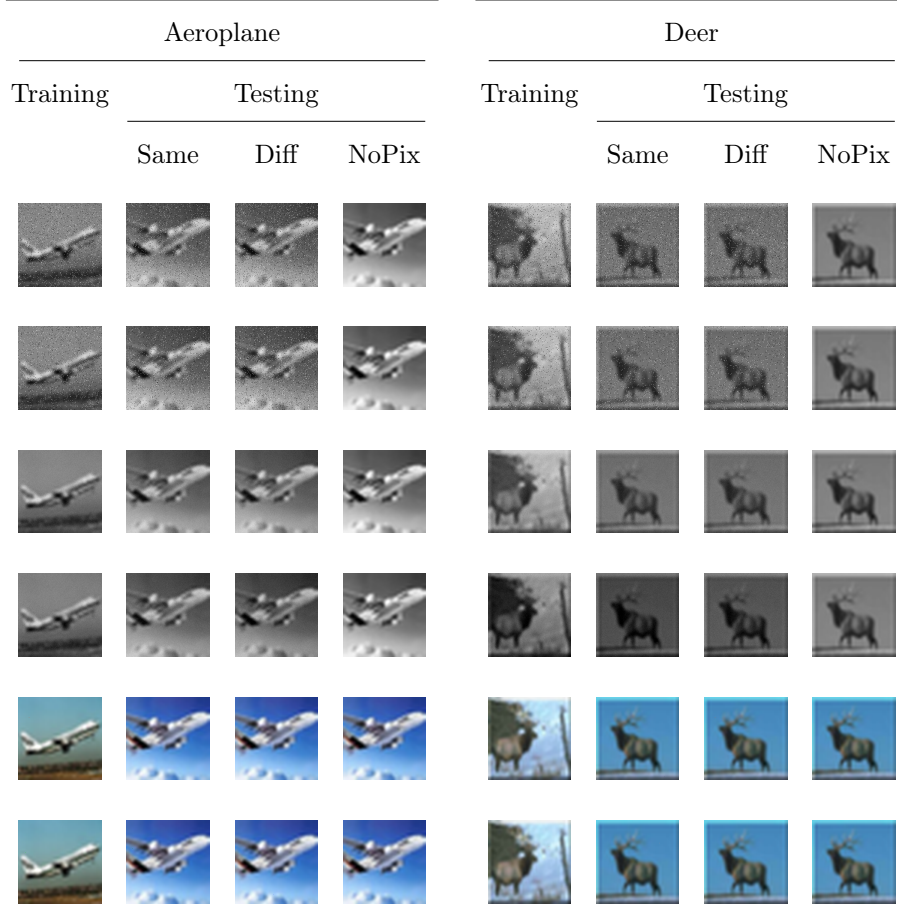 Aeroplane Deer
Training Testing Training Testing
Same Diff NoPix Same Diff NoPix